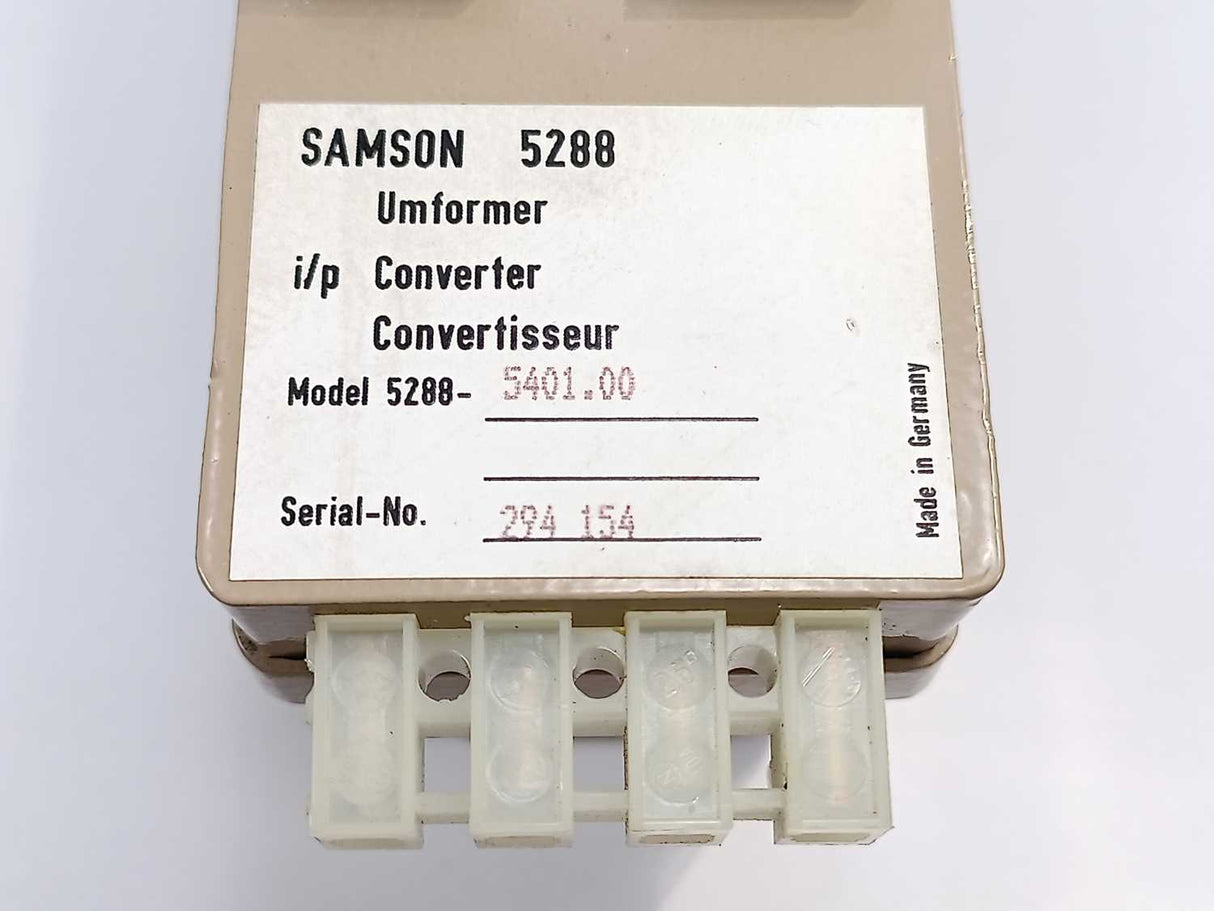 SAMSON 5288
Umformer
i/p Converter
Convertisseur
Model 5288- 5401.00
Serial-No. 294 154
Made in Germany